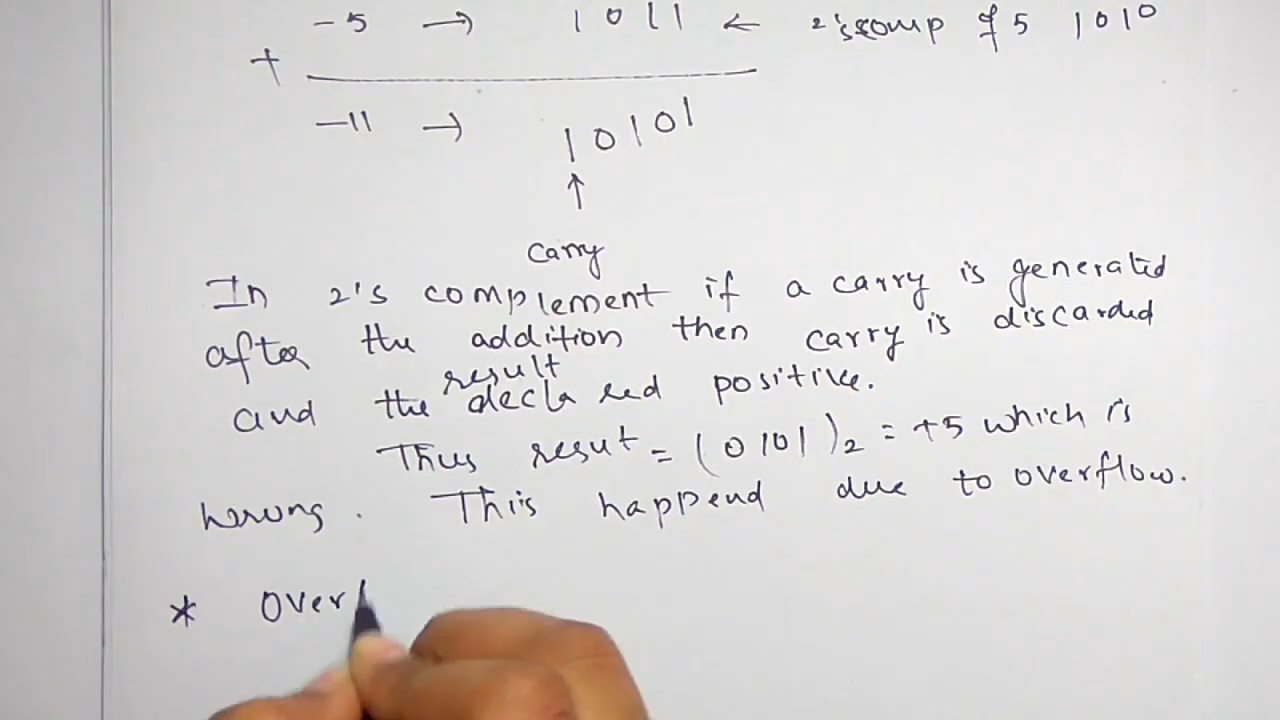 -5 → 1011 ← 2's comp of 5 1010
+
-11 → 10101
↑
carry
In 2's complement if a carry is generated
after the addition then carry is discarded
result
and the declared positive.
Thus resut = (0101)2 = +5 which is
wrong. This happend due to overflow.
* Overf